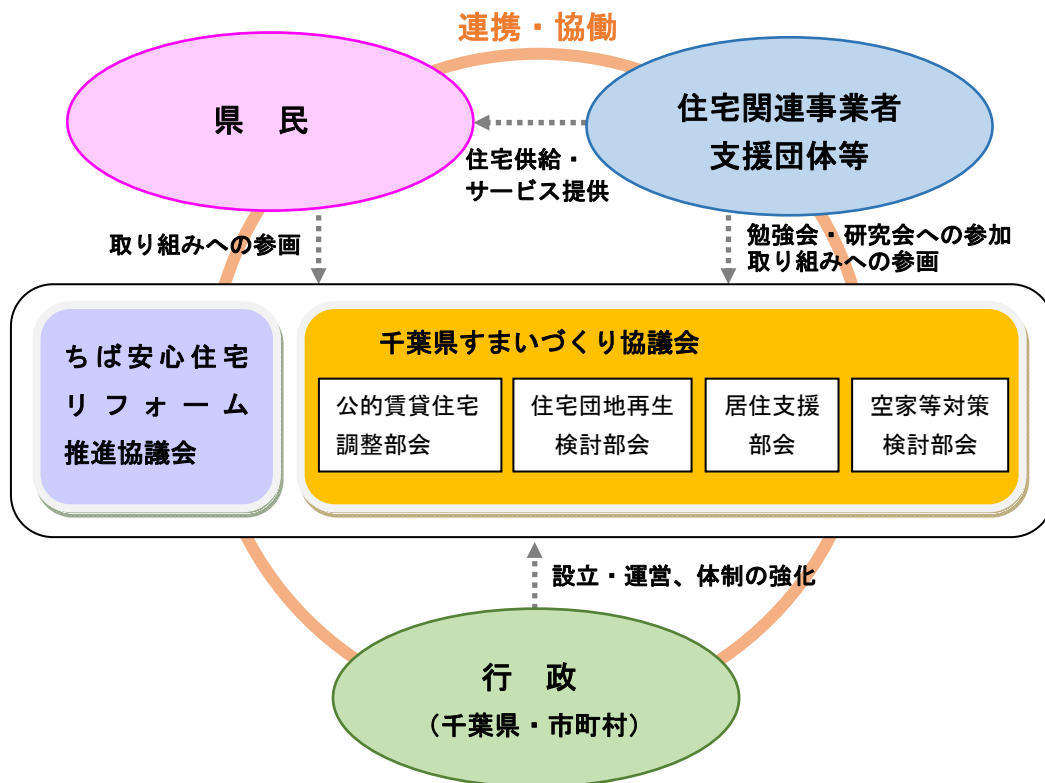 連携・協働
県　民
住宅関連事業者
支援団体等
住宅供給・
サービス提供
取り組みへの参画
勉強会・研究会への参加
取り組みへの参画
ちば安心住宅
リフォーム
推進協議会
千葉県すまいづくり協議会
公的賃貸住宅
調整部会
住宅団地再生
検討部会
居住支援
部会
空家等対策
検討部会
設立・運営、体制の強化
行　政
（千葉県・市町村）